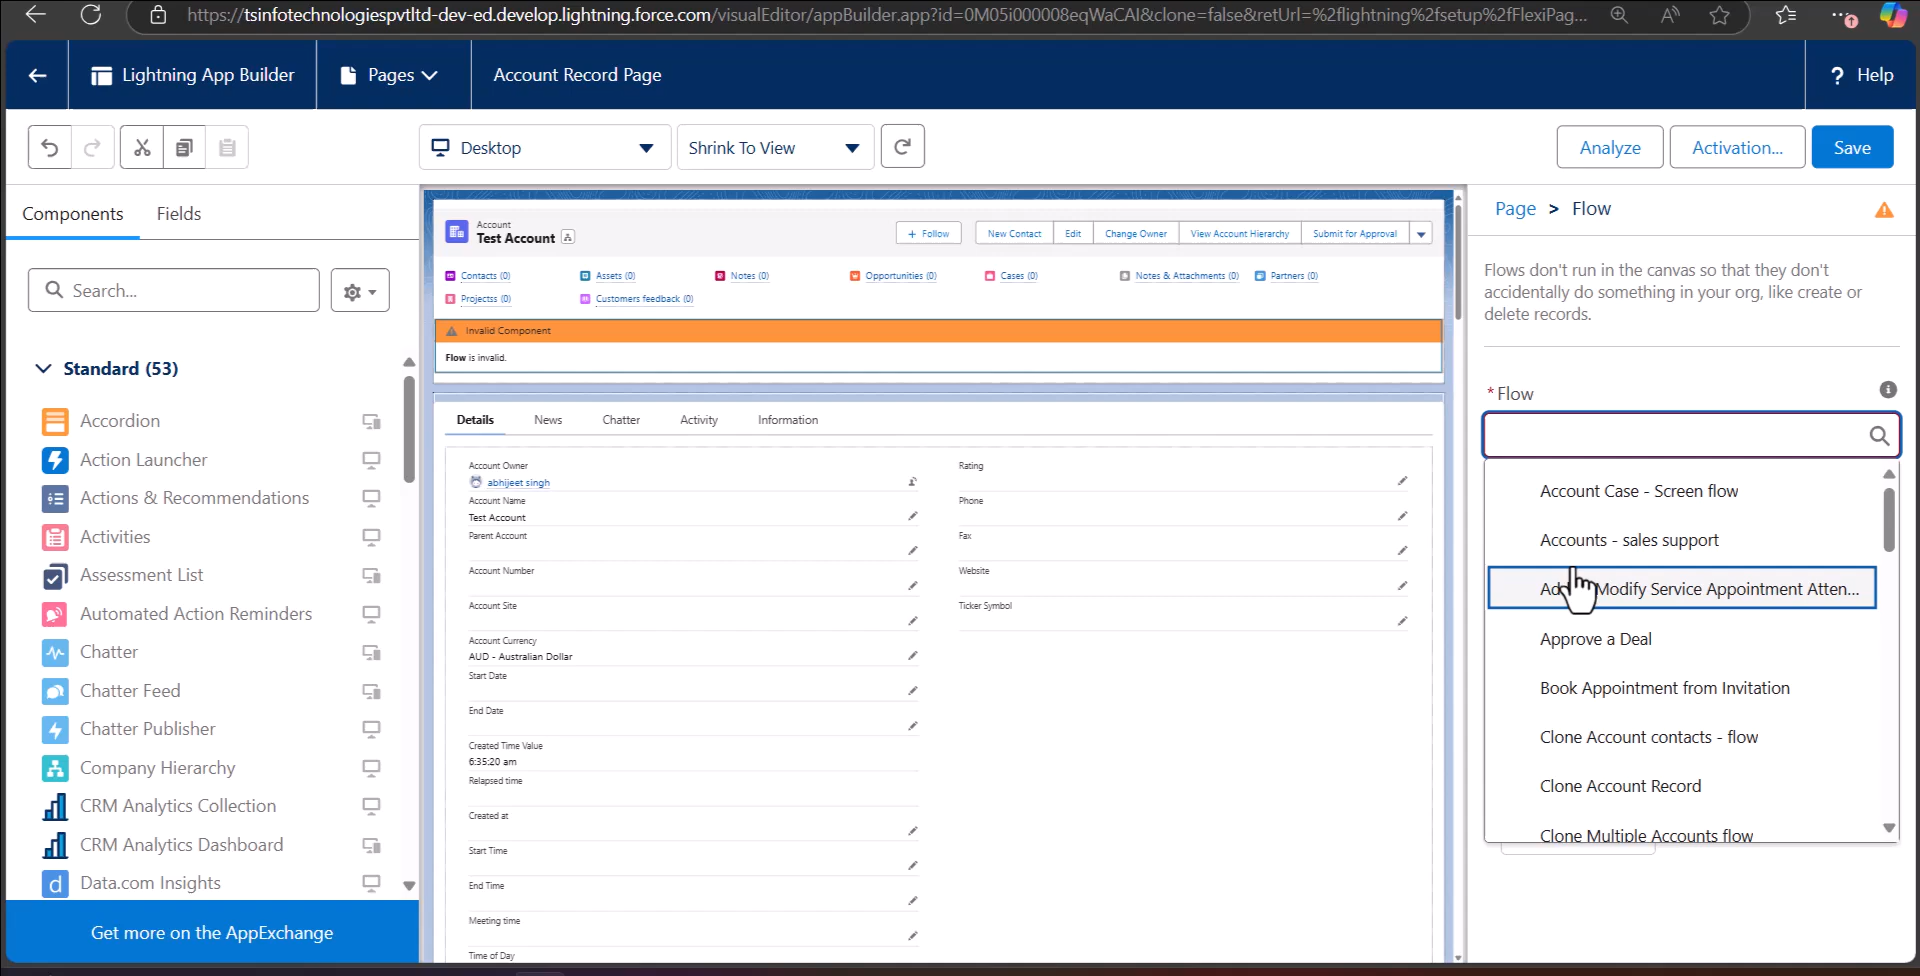 https://tsinfotechnologiespvtltd-dev-ed.develop.lightning.force.com/visualEditor/appBuilder.app?id=0M05i000008eqWaCAI&clone=false&retUrl=%2flightning%2fsetup%2fFlexiPag...
Lightning App Builder
Pages
Account Record Page
? Help
Desktop
Shrink To View
Analyze
Activation...
Save
Components
Fields
Search...
Standard (53)
Accordion
Action Launcher
Actions & Recommendations
Activities
Assessment List
Automated Action Reminders
Chatter
Chatter Feed
Chatter Publisher
Company Hierarchy
CRM Analytics Collection
CRM Analytics Dashboard
Data.com Insights
Get more on the AppExchange
Account
Test Account
+ Follow
New Contact
Edit
Change Owner
View Account Hierarchy
Submit for Approval
Contacts (0)
Assets (0)
Notes (0)
Opportunities (0)
Cases (0)
Notes & Attachments (0)
Partners (0)
Projectss (0)
Customers feedback (0)
Invalid Component
Flow is invalid.
Details
News
Chatter
Activity
Information
Account Owner
abhijeet singh
Account Name
Test Account
Parent Account
Account Number
Account Site
Account Currency
AUD - Australian Dollar
Start Date
End Date
Created Time Value
6:35:20 am
Relapsed time
Created at
Start Time
End Time
Meeting time
Time of Day
Rating
Phone
Fax
Website
Ticker Symbol
Page > Flow
Flows don't run in the canvas so that they don't
accidentally do something in your org, like create or
delete records.
* Flow
Account Case - Screen flow
Accounts - sales support
Modify Service Appointment Atten...
Approve a Deal
Book Appointment from Invitation
Clone Account contacts - flow
Clone Account Record
Clone Multiple Accounts flow